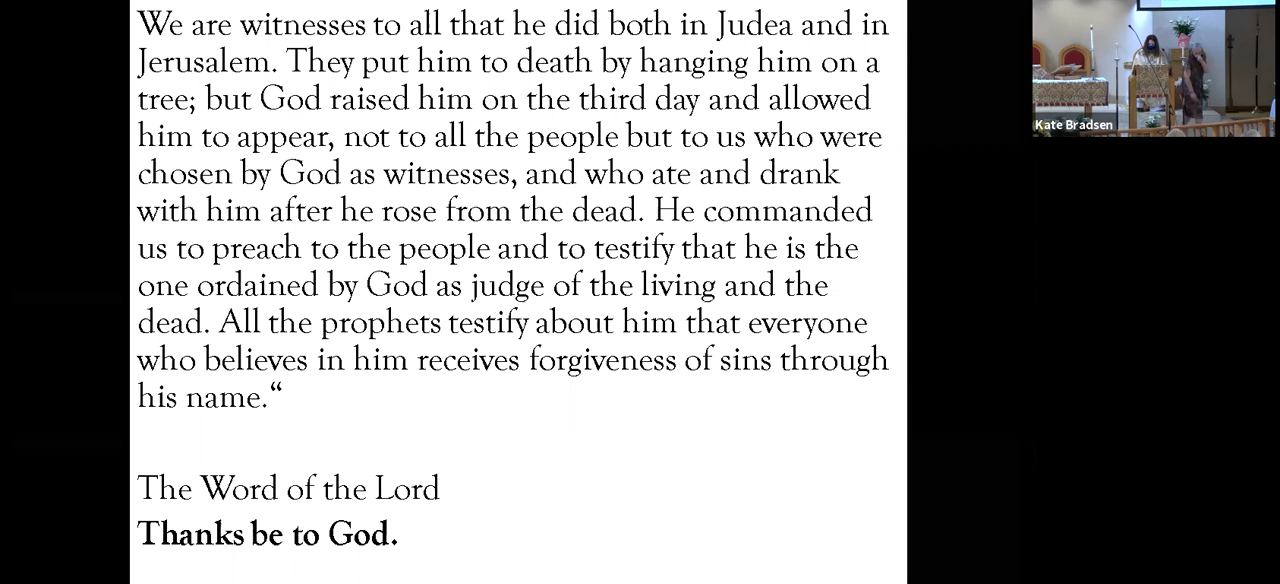 We are witnesses to all that he did both in Judea and in
Jerusalem. They put him to death by hanging him on a
tree; but God raised him on the third day and allowed
him to appear, not to all the people but to us who were
chosen by God as witnesses, and who ate and drank
with him after he rose from the dead. He commanded
us to preach to the people and to testify that he is the
one ordained by God as judge of the living and the
dead. All the prophets testify about him that everyone
who believes in him receives forgiveness of sins through
his name.“
The Word of the Lord
Thanks be to God.
Kate Bradsen